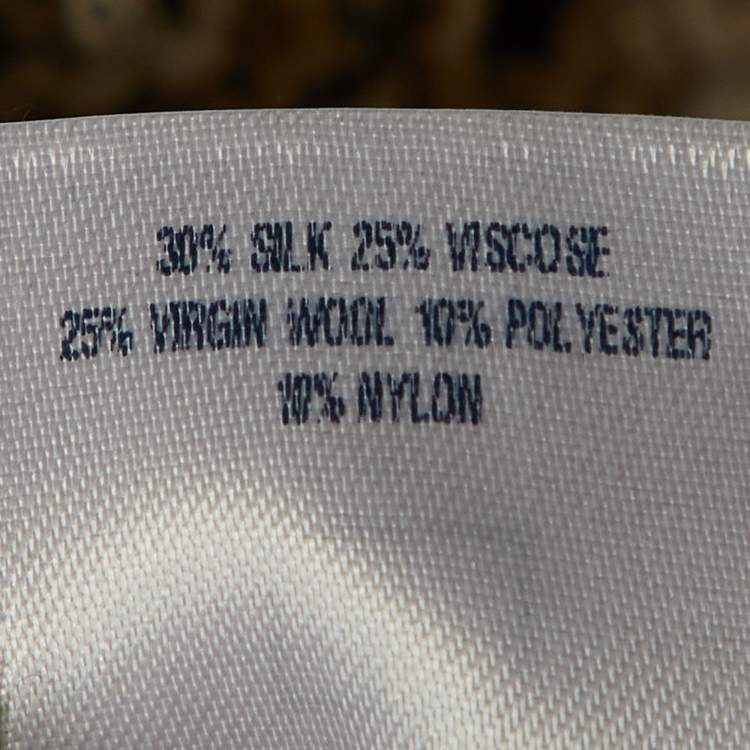 30% SILK 25% VISCOSE
25% VIRGIN WOOL 10% POLYESTER
10% NYLON